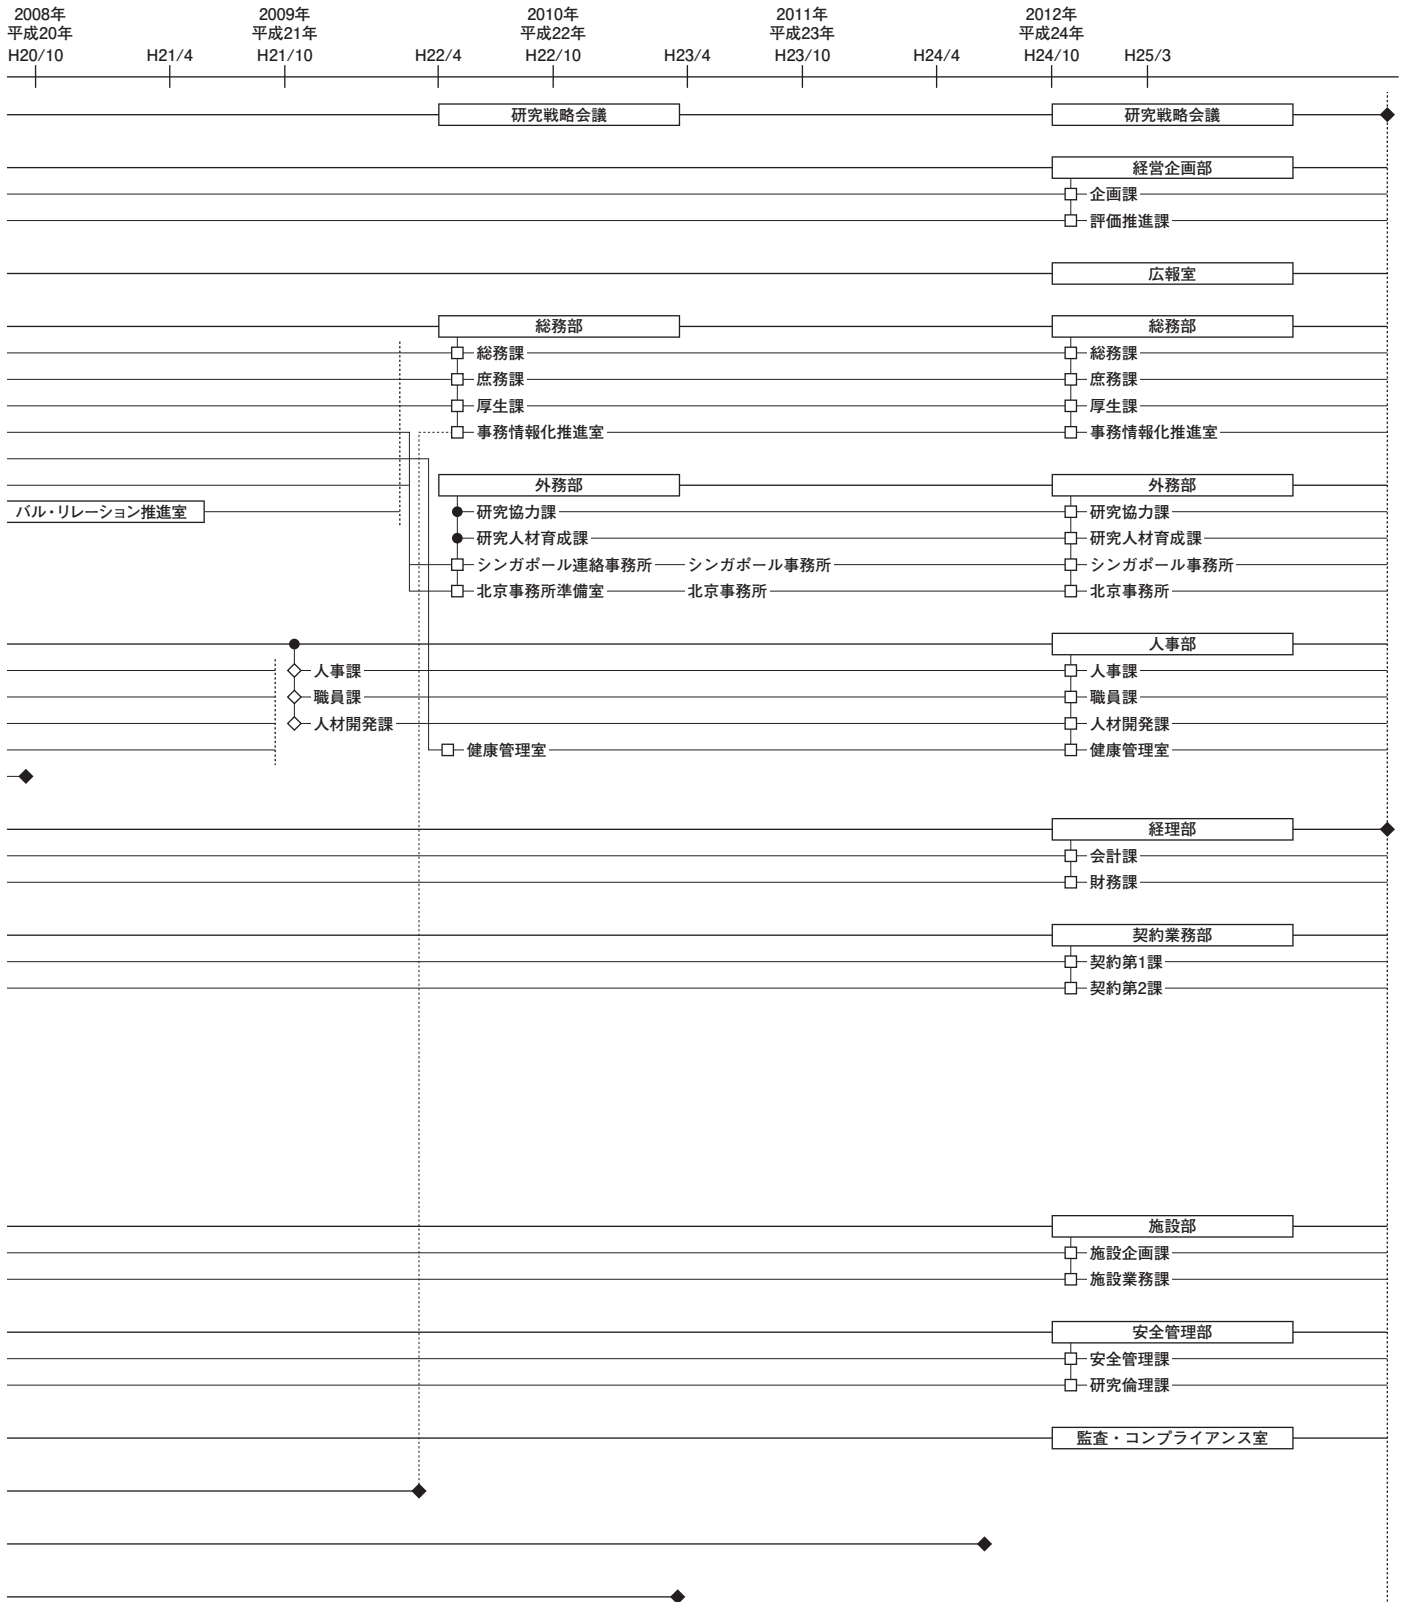 2008年 2009年 2010年 2011年 2012年
平成20年 平成21年 平成22年 平成23年 平成24年
H20/10 H21/4 H21/10 H22/4 H22/10 H23/4 H23/10 H24/4 H24/10 H25/3
研究戦略会議 研究戦略会議
経営企画部
企画課
評価推進課
広報室
総務部 総務部
総務課 総務課
庶務課 庶務課
厚生課 厚生課
事務情報化推進室 事務情報化推進室
外務部 外務部
バル・リレーション推進室 研究協力課 研究協力課
研究人材育成課 研究人材育成課
シンガポール連絡事務所 シンガポール事務所 シンガポール事務所
北京事務所準備室 北京事務所 北京事務所
人事部
人事課 人事課
職員課 職員課
人材開発課 人材開発課
健康管理室 健康管理室
経理部
会計課
財務課
契約業務部
契約第1課
契約第2課
施設部
施設企画課
施設業務課
安全管理部
安全管理課
研究倫理課
監査・コンプライアンス室